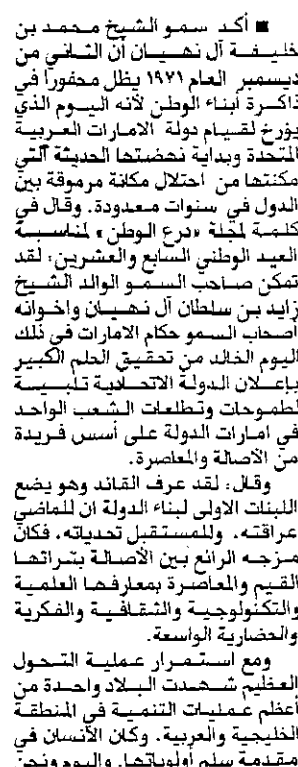 ■ أكد سمو الشيخ محمد بن
خليفة آل نهيان أن الثاني من
ديسمبر العام ١٩٧١ يظل محفورا في
ذاكرة أبناء الوطن لأنه اليوم الذي
يؤرخ لقيام دولة الامارات العربية
المتحدة وبداية نهضتها الحديثة التي
مكنتها من احتلال مكانة مرموقة بين
الدول في سنوات معدودة. وقال في
كلمة لمجلة «درع الوطن» لمناسبة
العيد الوطني السابع والعشرين: لقد
تمكن صاحب السمو الوالد الشيخ
زايد بن سلطان آل نهيان واخوانه
اصحاب السمو حكام الامارات في ذلك
اليوم الخالد من تحقيق الحلم الكبير
بإعلان الدولة الاتحادية تلبيسة
لطموحات وتطلعات الشعب الواحد
في امارات الدولة على أسس فريدة
من الأصالة والمعاصرة.
وقال: لقد عرف القائد وهو يضع
اللبنات الاولى لبناء الدولة ان للماضي
عراقته، وللمستقبل تحدياته، فكان
مزجه الرائع بين الأصالة بتراثها
القيم والمعاصرة بمعارفها العلمية
والتكنولوجية والثقافية والفكرية
والحضارية الواسعة.
ومع استمرار عملية التحول
العظيم شهدت البلاد واحدة من
أعظم عمليات التنمية في المنطقة
الخليجية والعربية. وكان الأنسان في
مقدمة سلم أولوياتها. واليوم ونحن